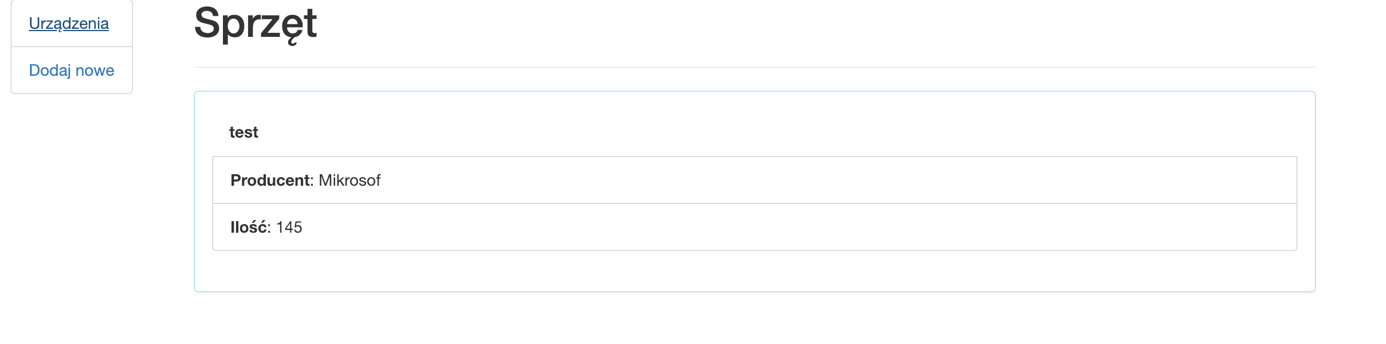 Urządzenia
Dodaj nowe
Sprzęt
test
Producent: Mikrosof
Ilość: 145